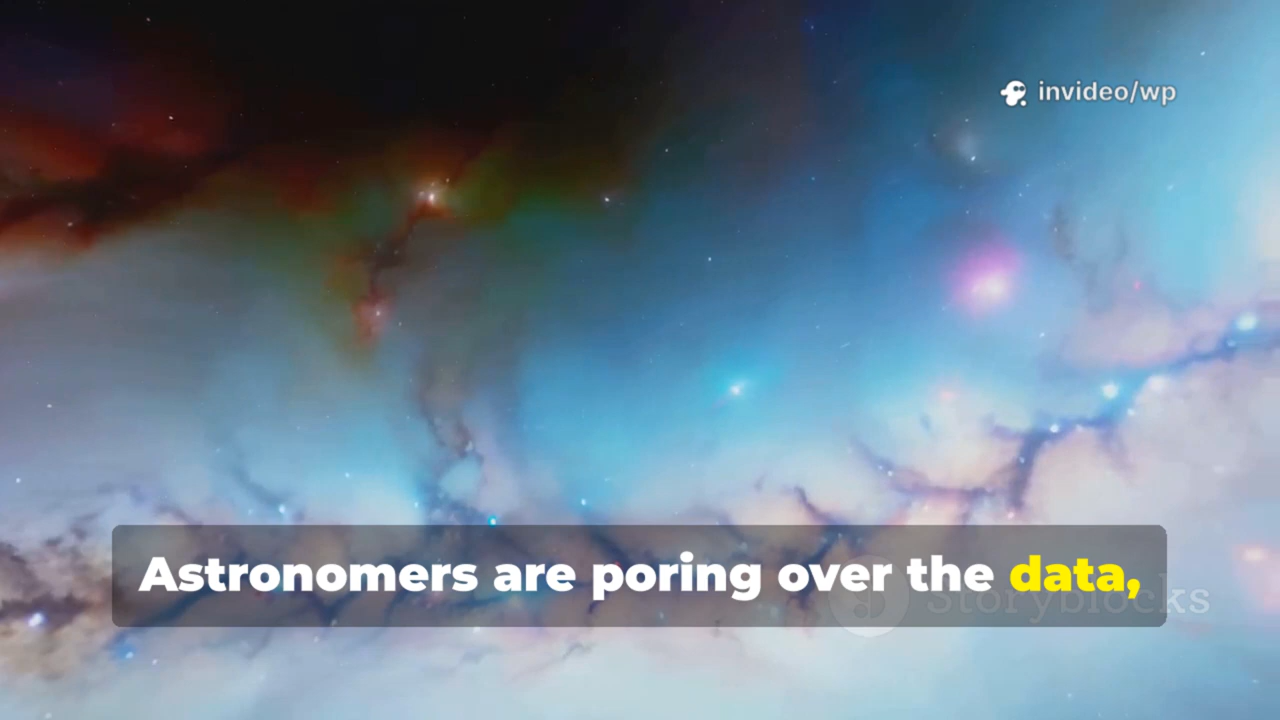 invideo/wp
Astronomers are poring over the data,
Storyblocks